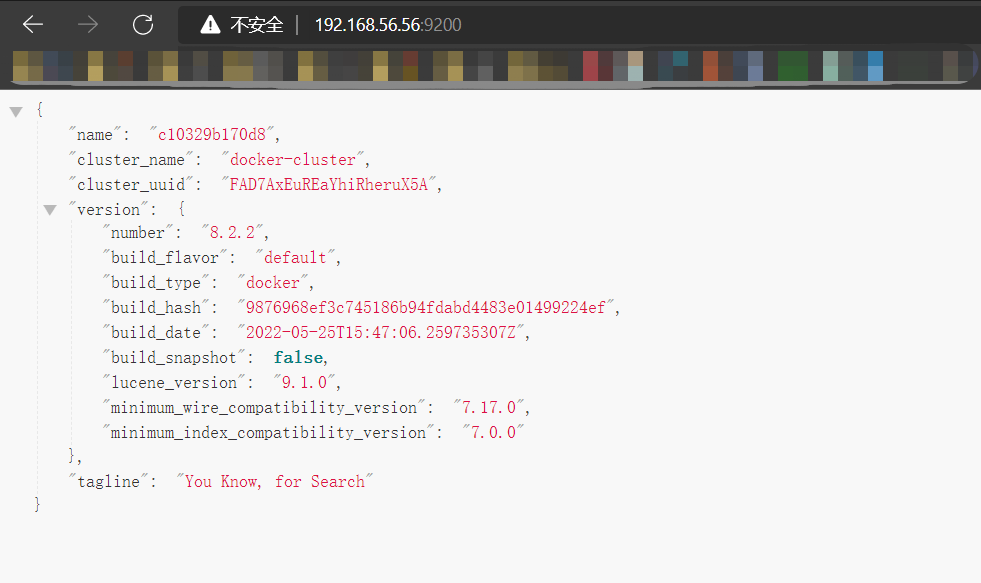 不安全 | 192.168.56.56:9200
{
"name": "c10329b170d8",
"cluster_name": "docker-cluster",
"cluster_uuid": "FAD7AxEuREaYhiRheruX5A",
"version": {
"number": "8.2.2",
"build_flavor": "default",
"build_type": "docker",
"build_hash": "9876968ef3c745186b94fdabd4483e01499224ef",
"build_date": "2022-05-25T15:47:06.259735307Z",
"build_snapshot": false,
"lucene_version": "9.1.0",
"minimum_wire_compatibility_version": "7.17.0",
"minimum_index_compatibility_version": "7.0.0"
},
"tagline": "You Know, for Search"
}